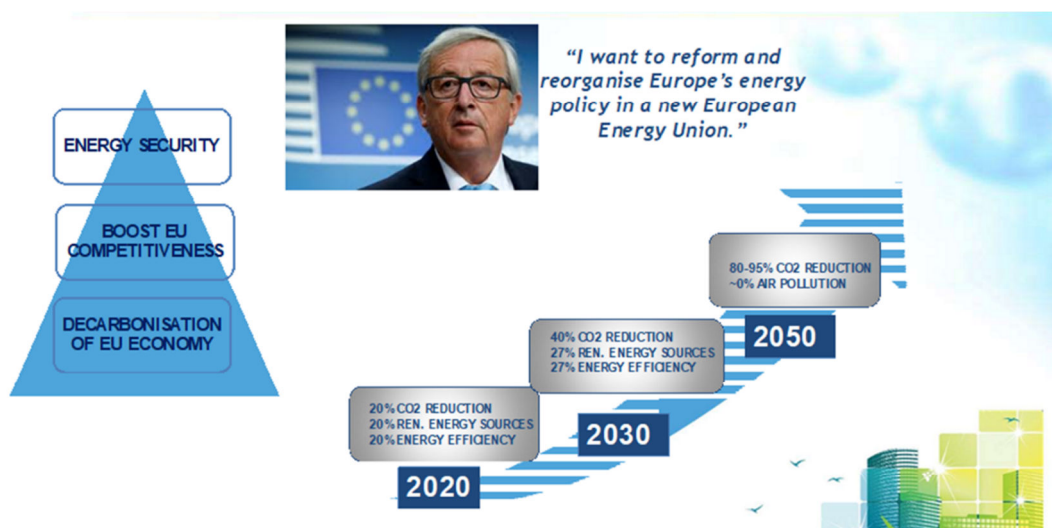 “I want to reform and
reorganise Europe’s energy
policy in a new European
Energy Union.”
ENERGY SECURITY
BOOST EU
COMPETITIVENESS
DECARBONISATION
OF EU ECONOMY
80-95% CO2 REDUCTION
~0% AIR POLLUTION
2050
40% CO2 REDUCTION
27% REN. ENERGY SOURCES
27% ENERGY EFFICIENCY
2030
20% CO2 REDUCTION
20% REN. ENERGY SOURCES
20% ENERGY EFFICIENCY
2020